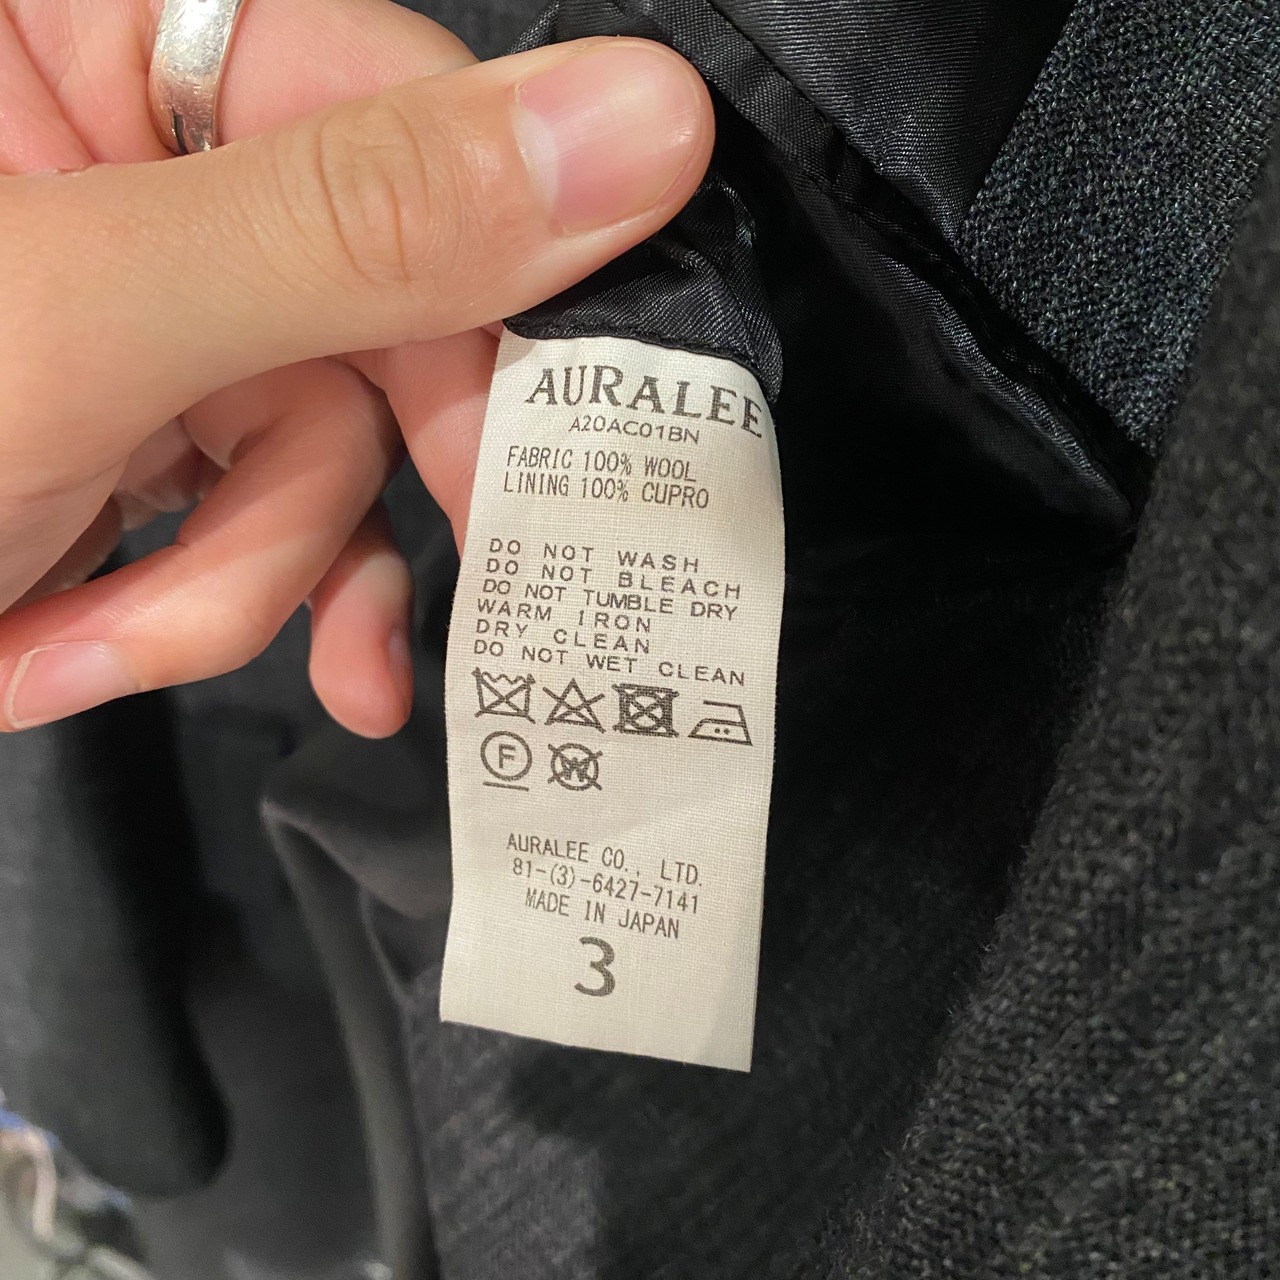 AURALEE
A20AC01BN
FABRIC 100% WOOL
LINING 100% CUPRO
DO NOT WASH
DO NOT BLEACH
DO NOT TUMBLE DRY
WARM IRON
DRY CLEAN
DO NOT WET CLEAN
F W
AURALEE CO., LTD.
81-(3)-6427-7141
MADE IN JAPAN
3